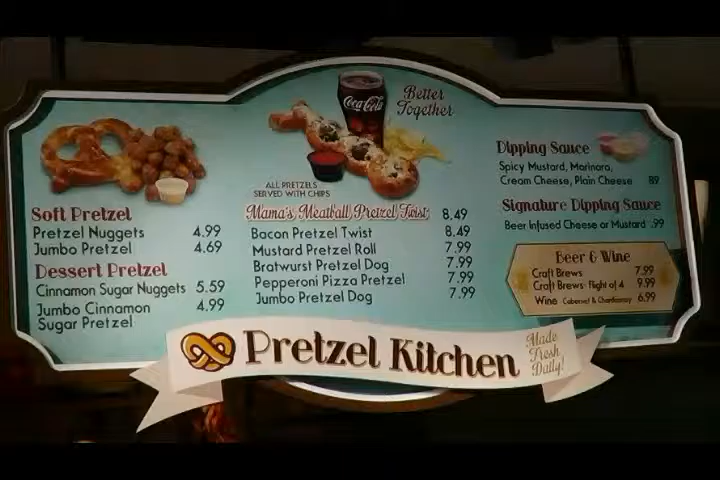 Soft Pretzel
Pretzel Nuggets 4.99
Jumbo Pretzel 4.69
Dessert Pretzel
Cinnamon Sugar Nuggets 5.59
Jumbo Cinnamon 4.99
Sugar Pretzel
Coca-Cola
Better
Together
ALL PRETZELS
SERVED WITH CHIPS
Mama's Meatball Pretzel Twist 8.49
Bacon Pretzel Twist 8.49
Mustard Pretzel Roll 7.99
Bratwurst Pretzel Dog 7.99
Pepperoni Pizza Pretzel 7.99
Jumbo Pretzel Dog 7.99
Dipping Sauce
Spicy Mustard, Marinara,
Cream Cheese, Plain Cheese .89
Signature Dipping Sauce
Beer Infused Cheese or Mustard .99
Beer & Wine
Craft Brews 7.99
Craft Brews- Flight of 4 9.99
Wine Cabernet & Chardonnay 6.99
Pretzel Kitchen
Made
Fresh
Daily!